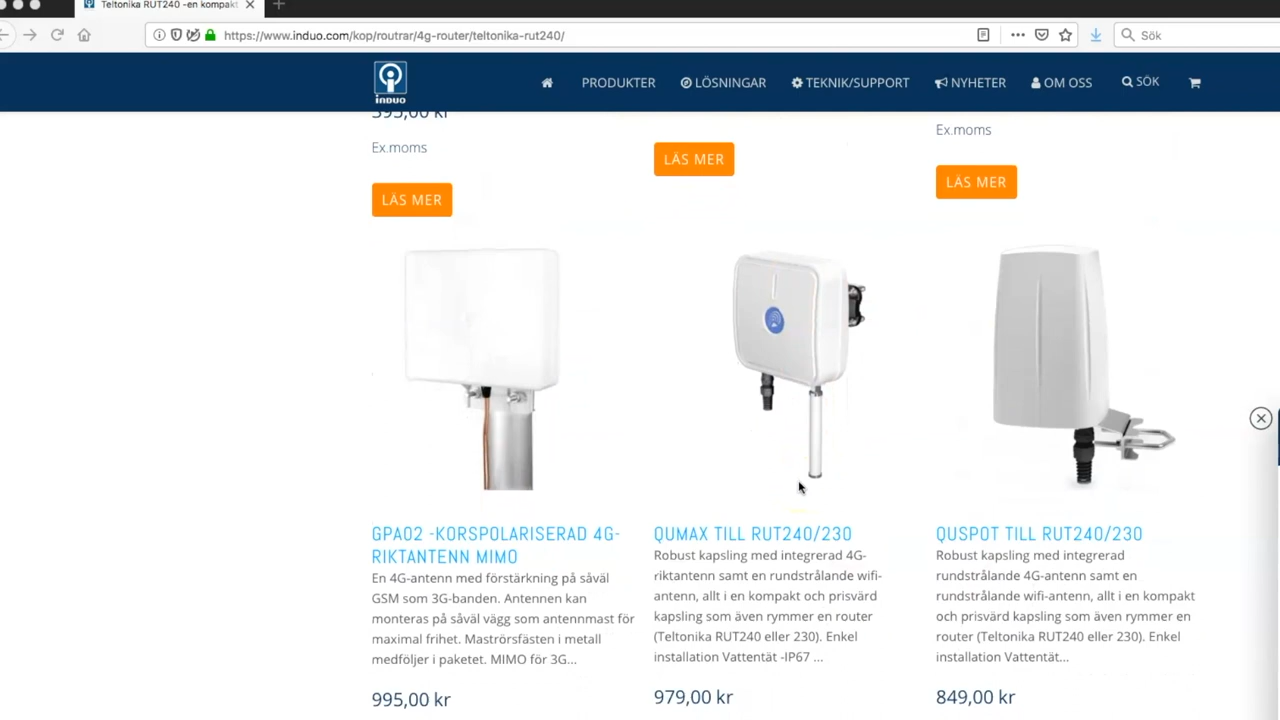 Teltonika RUT240 -en kompakt
https://www.induo.com/kop/routrar/4g-router/teltonika-rut240/
Sök
INDUO
PRODUKTER
LÖSNINGAR
TEKNIK/SUPPORT
NYHETER
OM OSS
SÖK
395,00 kr
Ex.moms
LÄS MER
LÄS MER
Ex.moms
LÄS MER
GPA02 -KORSPOLARISERAD 4G-
RIKTANTENN MIMO
En 4G-antenn med förstärkning på såväl
GSM som 3G-banden. Antennen kan
monteras på såväl vägg som antennmast för
maximal frihet. Maströrsfästen i metall
medföljer i paketet. MIMO för 3G...
995,00 kr
QUMAX TILL RUT240/230
Robust kapsling med integrerad 4G-
riktantenn samt en rundstrålande wifi-
antenn, allt i en kompakt och prisvärd
kapsling som även rymmer en router
(Teltonika RUT240 eller 230). Enkel
installation Vattentät -IP67 ...
979,00 kr
QUSPOT TILL RUT240/230
Robust kapsling med integrerad
rundstrålande 4G-antenn samt en
rundstrålande wifi-antenn, allt i en kompakt
och prisvärd kapsling som även rymmer en
router (Teltonika RUT240 eller 230). Enkel
installation Vattentät...
849,00 kr